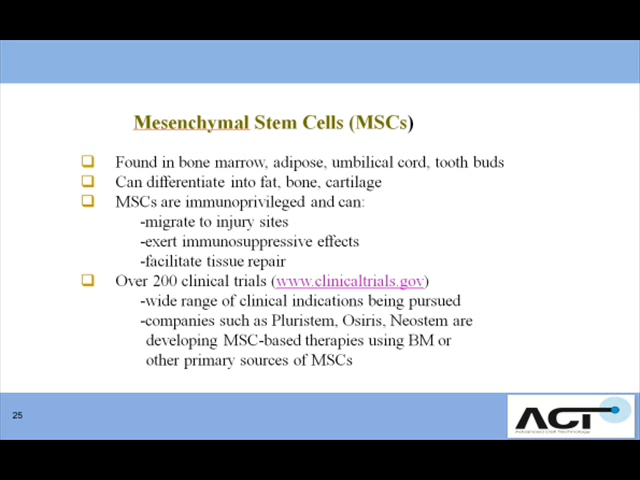 Mesenchymal Stem Cells (MSCs)
Found in bone marrow, adipose, umbilical cord, tooth buds
Can differentiate into fat, bone, cartilage
MSCs are immunoprivileged and can:
-migrate to injury sites
-exert immunosuppressive effects
-facilitate tissue repair
Over 200 clinical trials (www.clinicaltrials.gov)
-wide range of clinical indications being pursued
-companies such as Pluristem, Osiris, Neostem are
developing MSC-based therapies using BM or
other primary sources of MSCs
25
ACT
Advanced Cell Technology